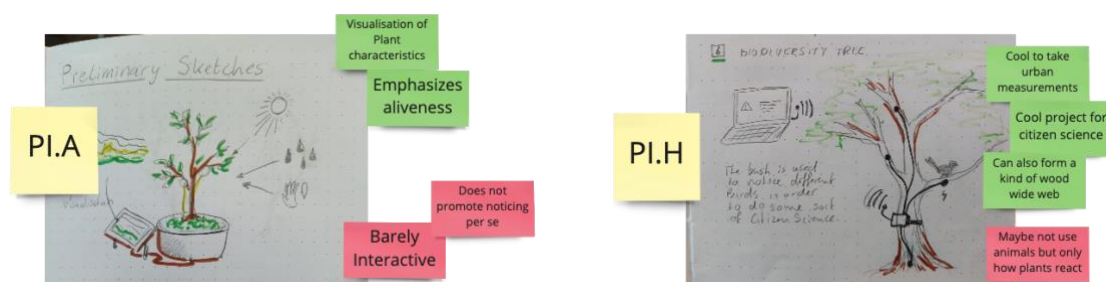 PI.A
Preliminary Sketches
Visualisation of
Plant
characteristics
Emphasizes
aliveness
Does not
promote noticing
per se
Barely
Interactive
PI.H
6 BIODIVERSITY TREE
The bush is used
to notice different
Birds in order
to do some sort
of Citizen Science.
Cool to take
urban
measurements
Cool project for
citizen science
Can also form a
kind of wood
wide web
Maybe not use
animals but only
how plants react